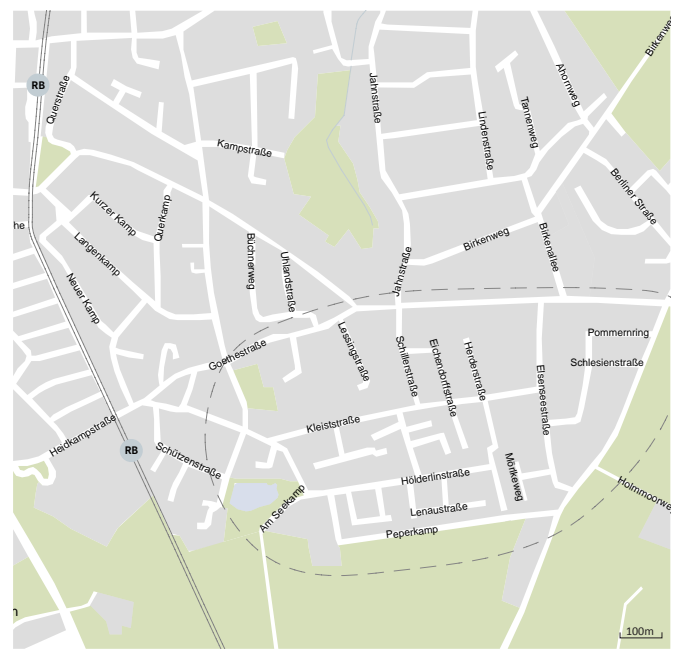 Birkenwe
RB
Querstraße
Jahnstraße
Ahornweg
Tannenweg
Lindenstraße
Kampstraße
Berliner Straße
Kurzer Kamp
Querkamp
he
Langenkamp
Büchnerweg
Birkenweg
Birkenallee
Uhlandstraße
Jahnstraße
Neuer Kamp
Pommernring
Goethestraße
Lessingstraße
Schillerstraße
Eichendorffstraße
Herderstraße
Schlesienstraße
Elsenseestraße
Heidkampstraße
Kleiststraße
RB
Schützenstraße
Hölderlinstraße
Mörikeweg
Holmmoorweg
Am Seekamp
Lenaustraße
Peperkamp
n
100m